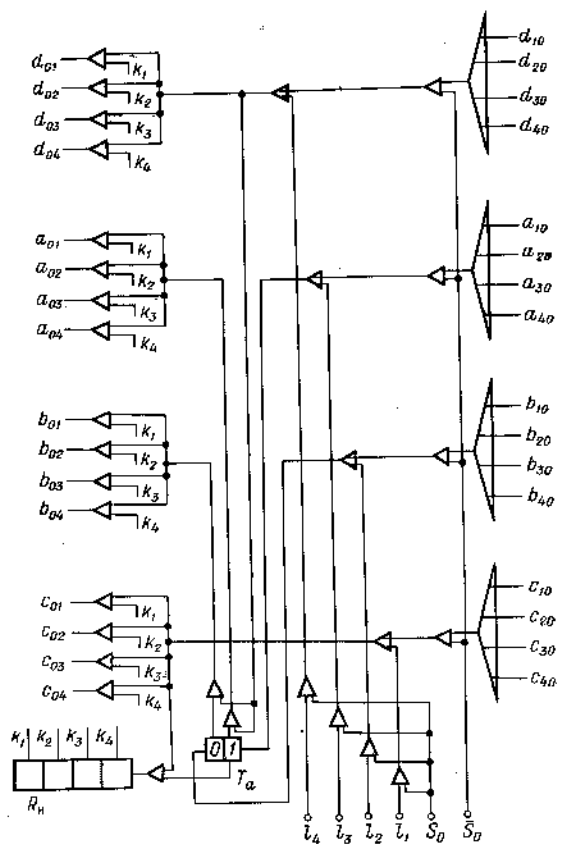 d₀₁ k₁ d₁₀
d₀₂ k₂ d₂₀
d₀₃ k₃ d₃₀
d₀₄ k₄ d₄₀
a₀₁ k₁ a₁₀
a₀₂ k₂ a₂₀
a₀₃ k₃ a₃₀
a₀₄ k₄ a₄₀
b₀₁ k₁ b₁₀
b₀₂ k₂ b₂₀
b₀₃ k₃ b₃₀
b₀₄ k₄ b₄₀
c₀₁ k₁ c₁₀
c₀₂ k₂ c₂₀
c₀₃ k₃ c₃₀
c₀₄ k₄ c₄₀
k₁ k₂ k₃ k₄
0 1
Rн Tа
l₄ l₃ l₂ l₁ S₀ S̄₀